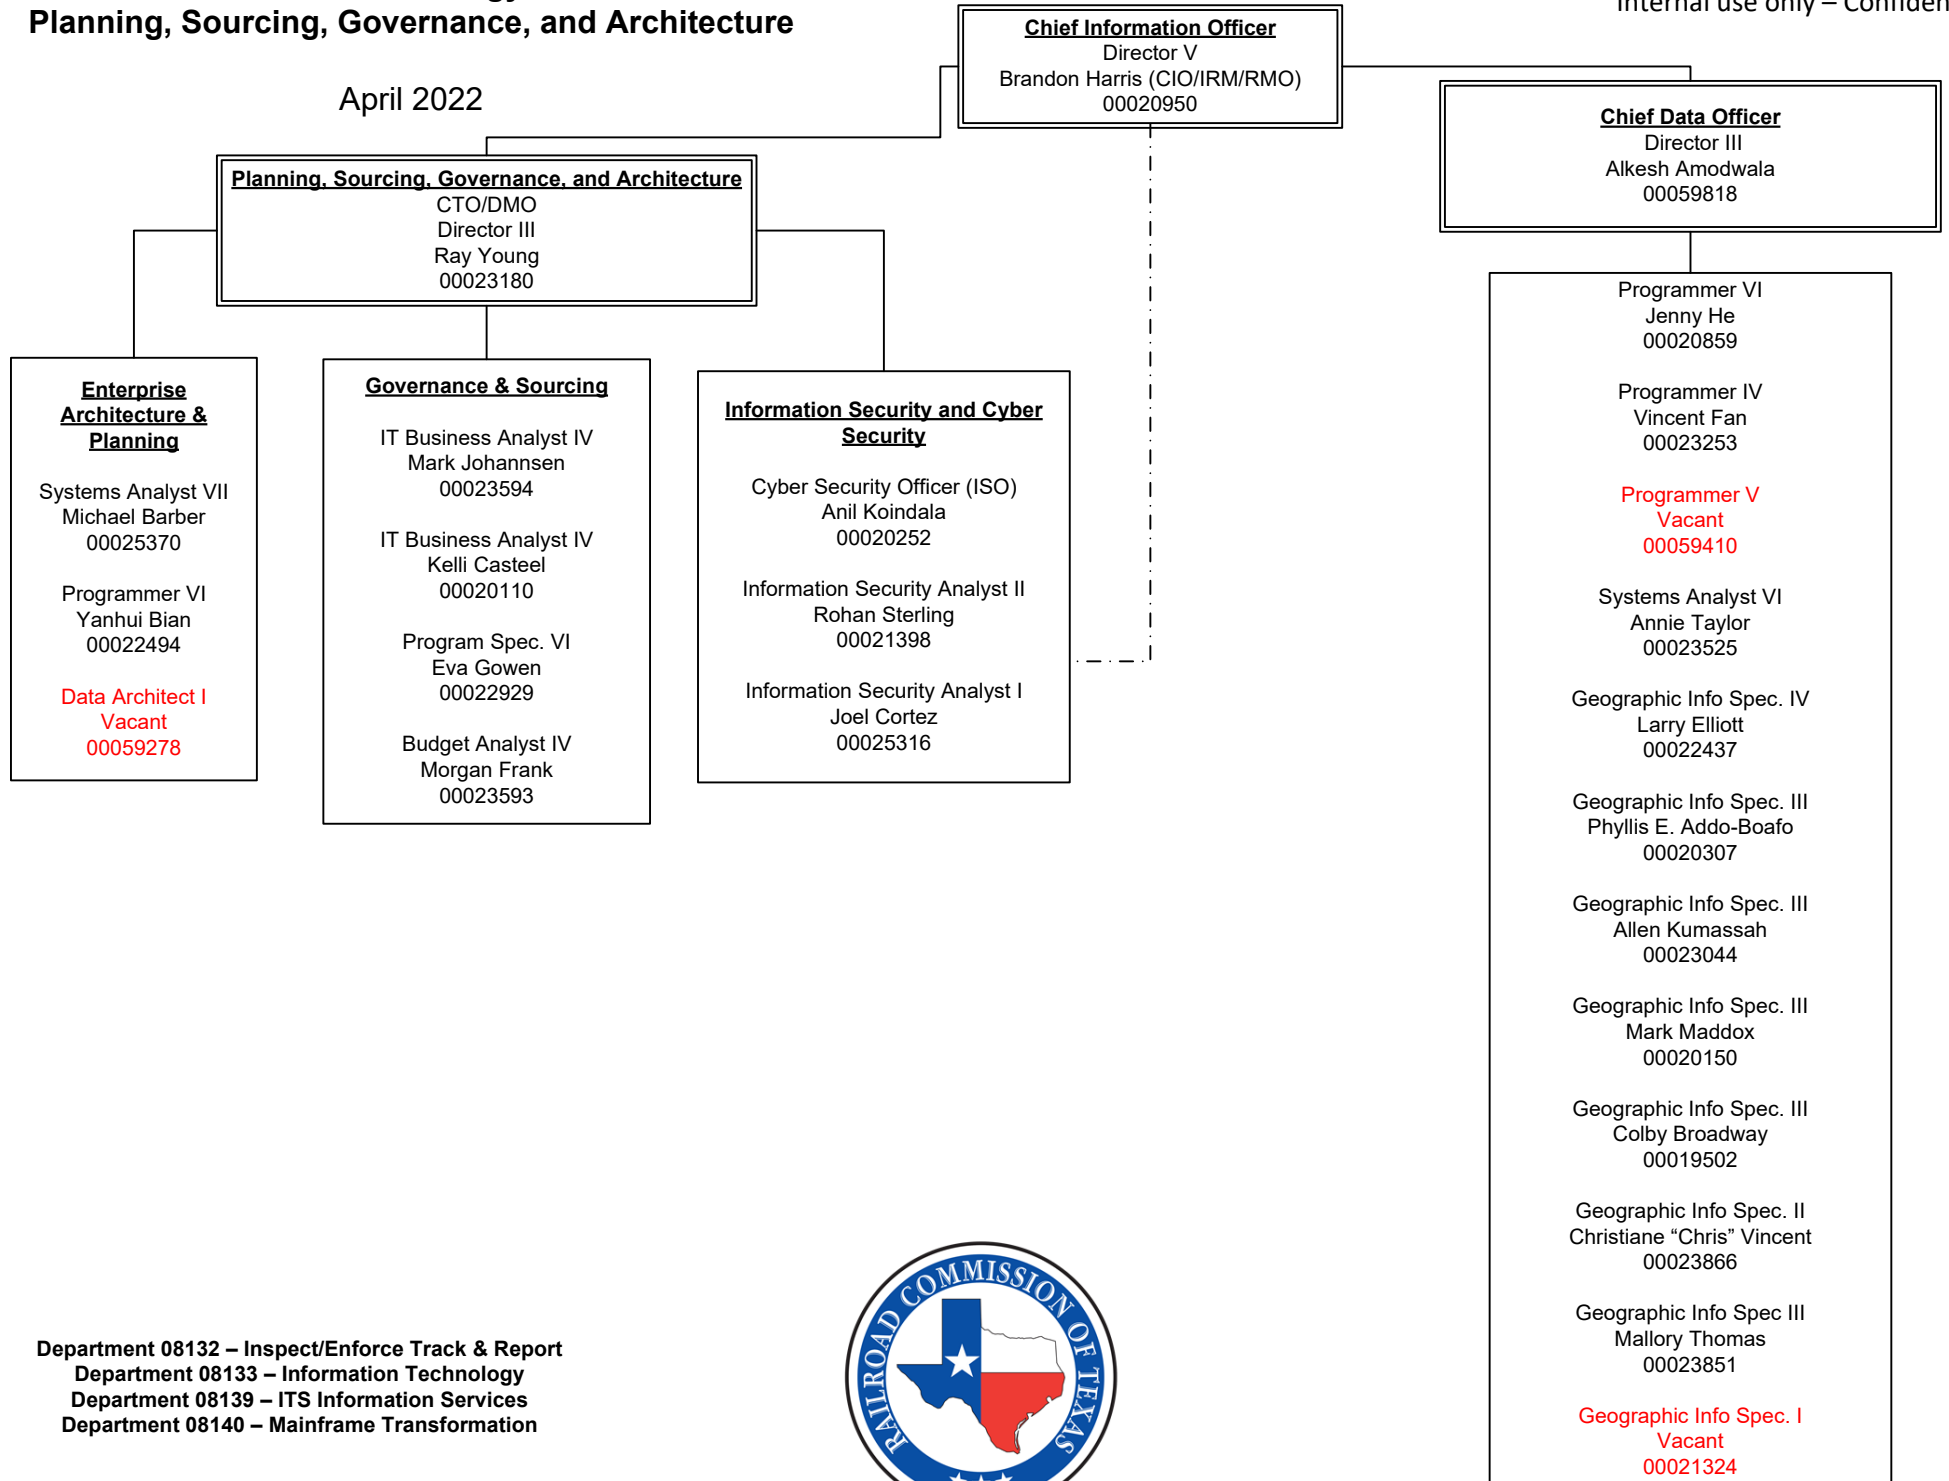 Planning, Sourcing, Governance, and Architecture
Internal use only – Confiden
April 2022
Chief Information Officer
Director V
Brandon Harris (CIO/IRM/RMO)
00020950
Chief Data Officer
Director III
Alkesh Amodwala
00059818
Planning, Sourcing, Governance, and Architecture
CTO/DMO
Director III
Ray Young
00023180
Enterprise
Architecture &
Planning
Systems Analyst VII
Michael Barber
00025370
Programmer VI
Yanhui Bian
00022494
Data Architect I
Vacant
00059278
Governance & Sourcing
IT Business Analyst IV
Mark Johannsen
00023594
IT Business Analyst IV
Kelli Casteel
00020110
Program Spec. VI
Eva Gowen
00022929
Budget Analyst IV
Morgan Frank
00023593
Information Security and Cyber
Security
Cyber Security Officer (ISO)
Anil Koindala
00020252
Information Security Analyst II
Rohan Sterling
00021398
Information Security Analyst I
Joel Cortez
00025316
Programmer VI
Jenny He
00020859
Programmer IV
Vincent Fan
00023253
Programmer V
Vacant
00059410
Systems Analyst VI
Annie Taylor
00023525
Geographic Info Spec. IV
Larry Elliott
00022437
Geographic Info Spec. III
Phyllis E. Addo-Boafo
00020307
Geographic Info Spec. III
Allen Kumassah
00023044
Geographic Info Spec. III
Mark Maddox
00020150
Geographic Info Spec. III
Colby Broadway
00019502
Geographic Info Spec. II
Christiane “Chris” Vincent
00023866
Geographic Info Spec III
Mallory Thomas
00023851
Geographic Info Spec. I
Vacant
00021324
Department 08132 – Inspect/Enforce Track & Report
Department 08133 – Information Technology
Department 08139 – ITS Information Services
Department 08140 – Mainframe Transformation
RAILROAD COMMISSION OF TEXAS